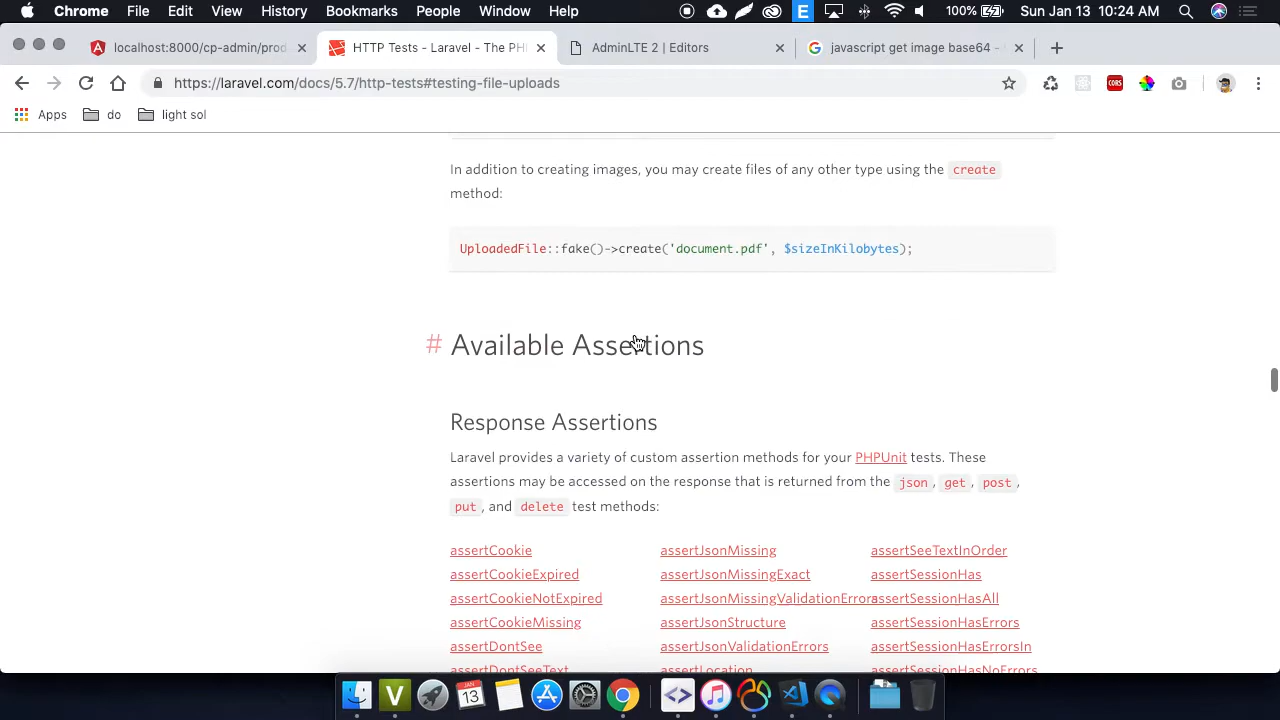 Chrome File Edit View History Bookmarks People Window Help 100% Sun Jan 13 10:24 AM
localhost:8000/cp-admin/prod HTTP Tests - Laravel - The PH AdminLTE 2 | Editors javascript get image base64 -
https://laravel.com/docs/5.7/http-tests#testing-file-uploads
Apps do light sol
In addition to creating images, you may create files of any other type using the create
method:
UploadedFile::fake()->create('document.pdf', $sizeInKilobytes);
# Available Assertions
Response Assertions
Laravel provides a variety of custom assertion methods for your PHPUnit tests. These
assertions may be accessed on the response that is returned from the json, get, post,
put, and delete test methods:
assertCookie assertJsonMissing assertSeeTextInOrder
assertCookieExpired assertJsonMissingExact assertSessionHas
assertCookieNotExpired assertJsonMissingValidationErrors assertSessionHasAll
assertCookieMissing assertJsonStructure assertSessionHasErrors
assertDontSee assertJsonValidationErrors assertSessionHasErrorsIn
assertDontSeeText assertLocation assertSessionHasNoErrors